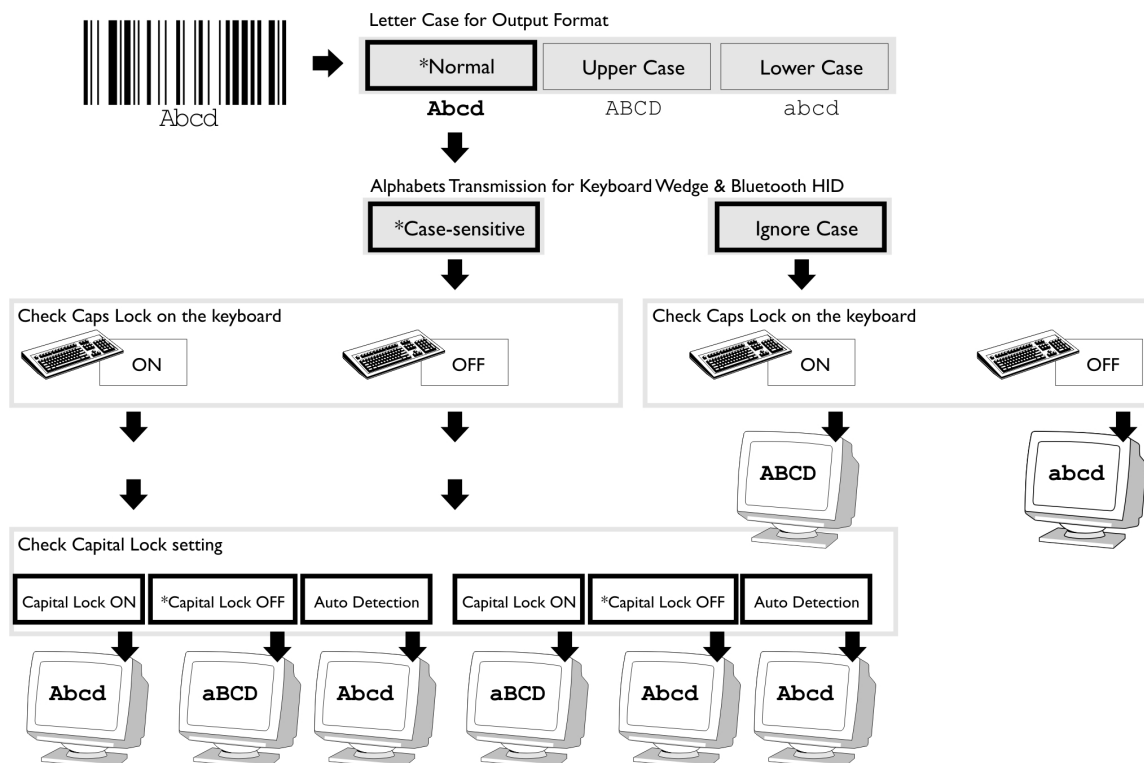 Letter Case for Output Format
*Normal Upper Case Lower Case
Abcd
Abcd ABCD abcd
Alphabets Transmission for Keyboard Wedge & Bluetooth HID
*Case-sensitive Ignore Case
Check Caps Lock on the keyboard
ON OFF
Check Caps Lock on the keyboard
ON OFF
ABCD abcd
Check Capital Lock setting
Capital Lock ON *Capital Lock OFF Auto Detection Capital Lock ON *Capital Lock OFF Auto Detection
Abcd aBCD Abcd aBCD Abcd Abcd